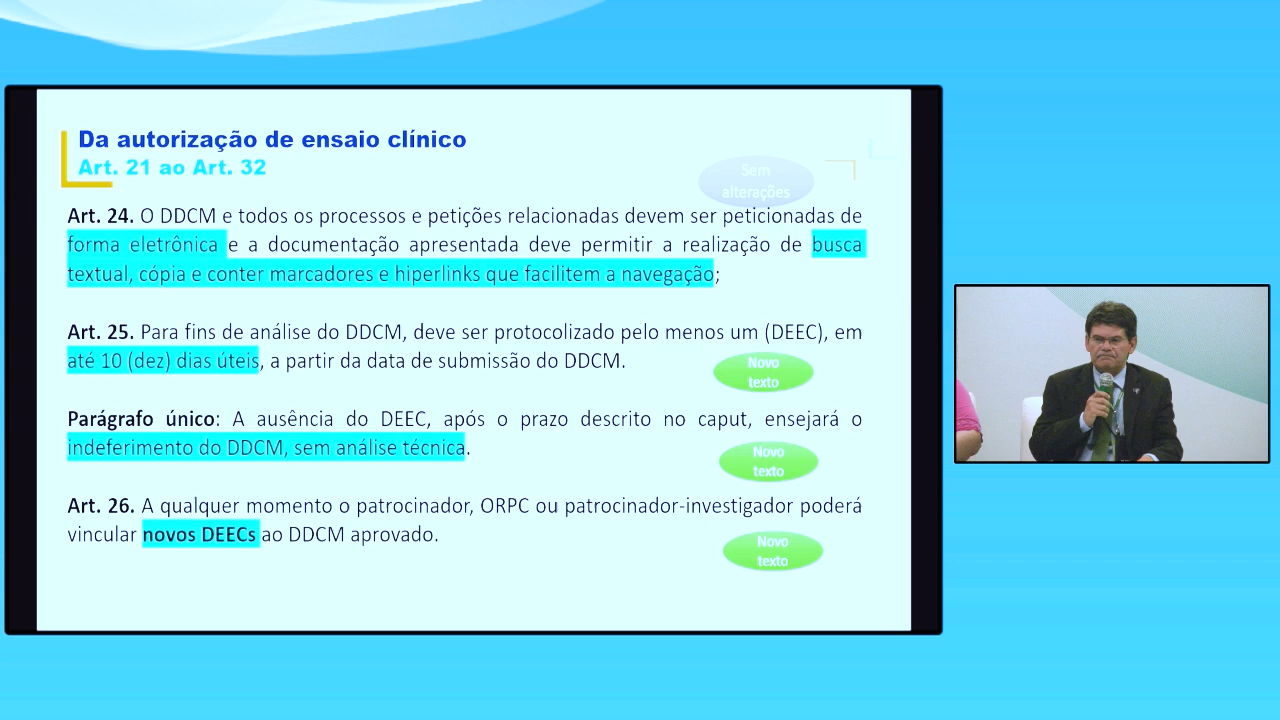 Da autorização de ensaio clínico
Art. 21 ao Art. 32
Sem
alterações
Art. 24. O DDCM e todos os processos e petições relacionadas devem ser peticionadas de
forma eletrônica e a documentação apresentada deve permitir a realização de busca
textual, cópia e conter marcadores e hiperlinks que facilitem a navegação;
Art. 25. Para fins de análise do DDCM, deve ser protocolizado pelo menos um (DEEC), em
até 10 (dez) dias úteis, a partir da data de submissão do DDCM.
Novo
texto
Parágrafo único: A ausência do DEEC, após o prazo descrito no caput, ensejará o
indeferimento do DDCM, sem análise técnica.
Novo
texto
Art. 26. A qualquer momento o patrocinador, ORPC ou patrocinador-investigador poderá
vincular novos DEECs ao DDCM aprovado.
Novo
texto